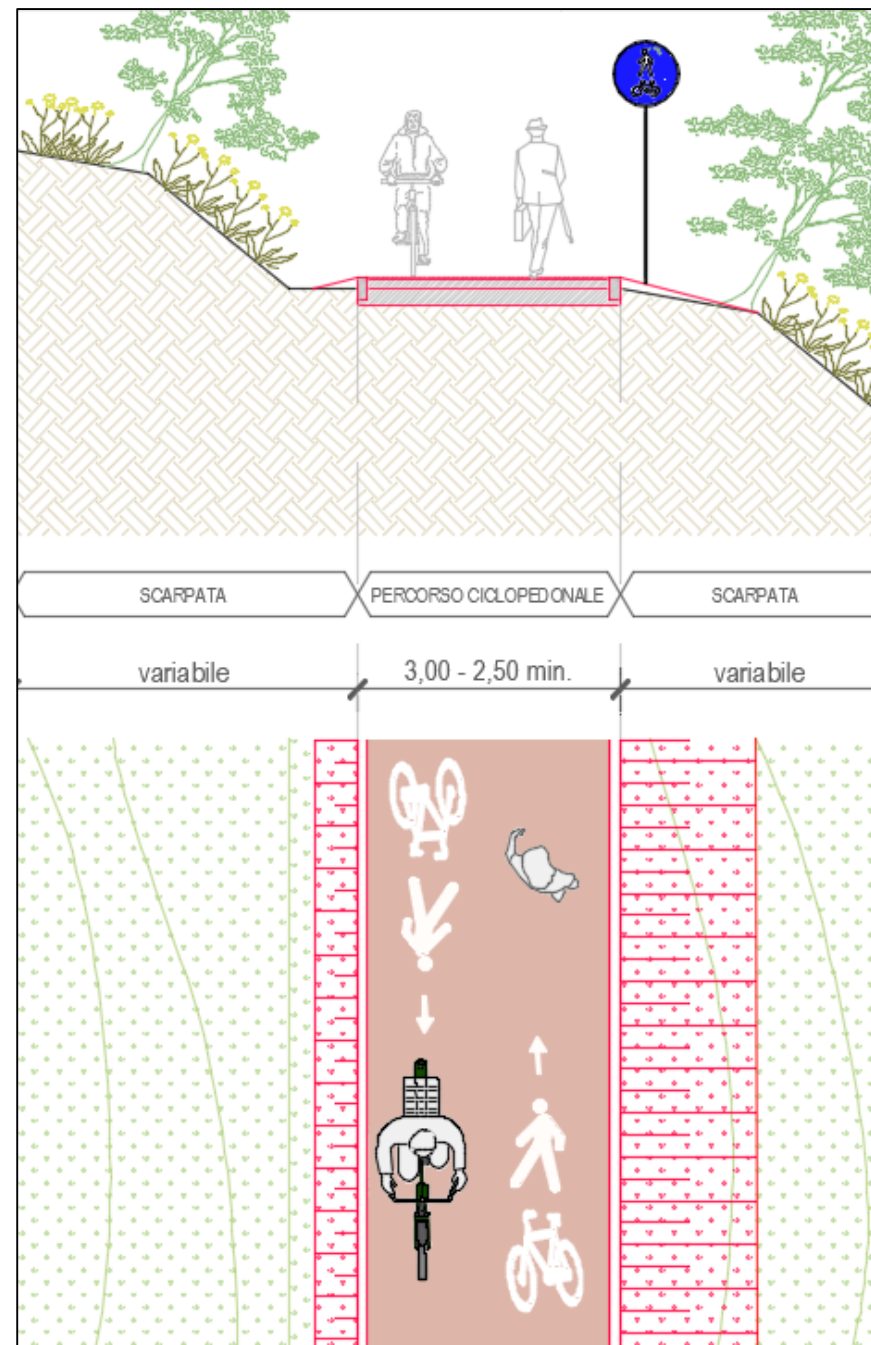 SCARPATA PERCORSO CICLOPEDONALE SCARPATA
variabile 3,00 - 2,50 min. variabile